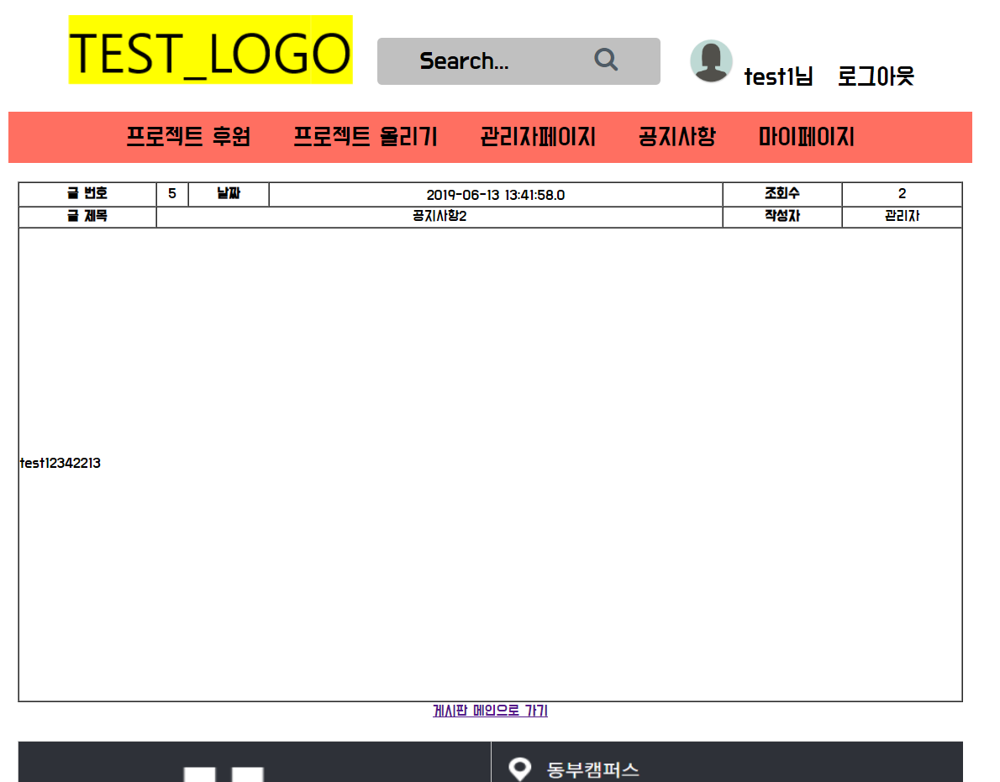 TEST_LOGO
Search...
test1님 로그아웃
프로젝트 후원 프로젝트 올리기 관리자페이지 공지사항 마이페이지
글 번호 5 날짜 2019-06-13 13:41:58.0 조회수 2
글 제목 공지사항2 작성자 관리자
test12342213
게시판 메인으로 가기
동부캠퍼스